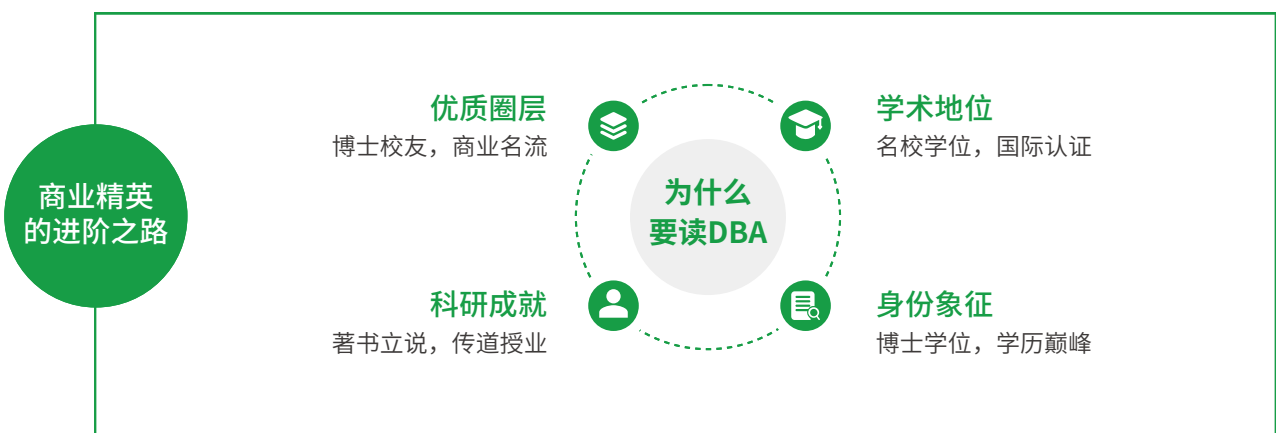 商业精英
的进阶之路
优质圈层
博士校友，商业名流
学术地位
名校学位，国际认证
为什么
要读DBA
科研成就
著书立说，传道授业
身份象征
博士学位，学历巅峰